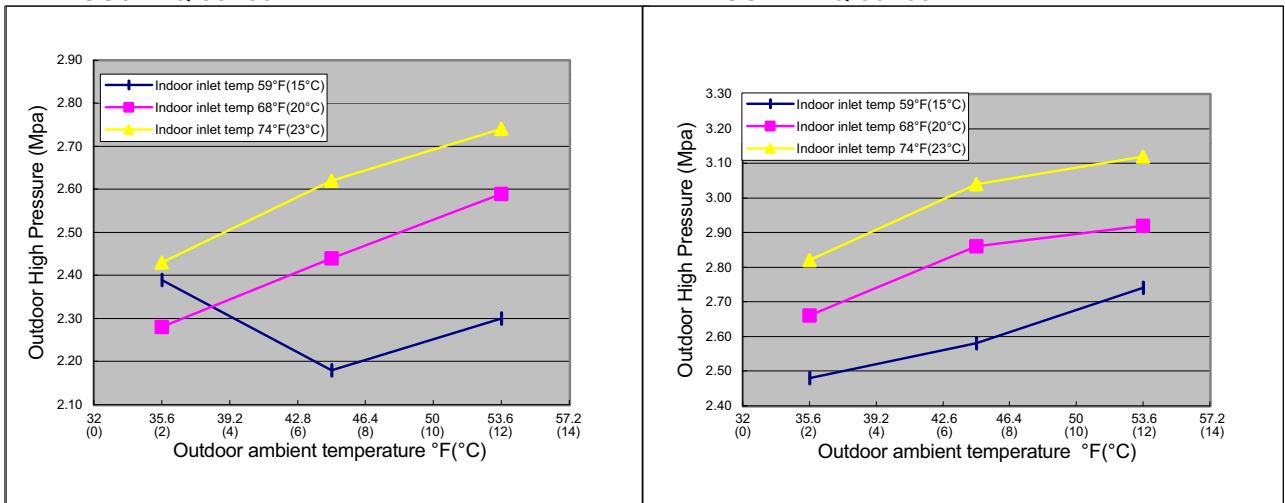 2.90
2.80
2.70
2.60
2.50
2.40
2.30
2.20
2.10
Outdoor High Pressure (Mpa)
Indoor inlet temp 59°F(15°C)
Indoor inlet temp 68°F(20°C)
Indoor inlet temp 74°F(23°C)
32 35.6 39.2 42.8 46.4 50 53.6 57.2
(0) (2) (4) (6) (8) (10) (12) (14)
Outdoor ambient temperature °F(°C)
3.30
3.20
3.10
3.00
2.90
2.80
2.70
2.60
2.50
2.40
Outdoor High Pressure (Mpa)
Indoor inlet temp 59°F(15°C)
Indoor inlet temp 68°F(20°C)
Indoor inlet temp 74°F(23°C)
32 35.6 39.2 42.8 46.4 50 53.6 57.2
(0) (2) (4) (6) (8) (10) (12) (14)
Outdoor ambient temperature °F(°C)